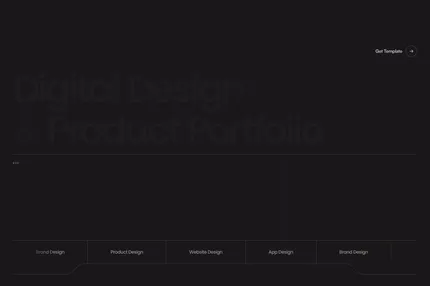 Get Template
Digital Design
& Product Portfolio
Brand Design
Product Design
Website Design
App Design
Brand Design